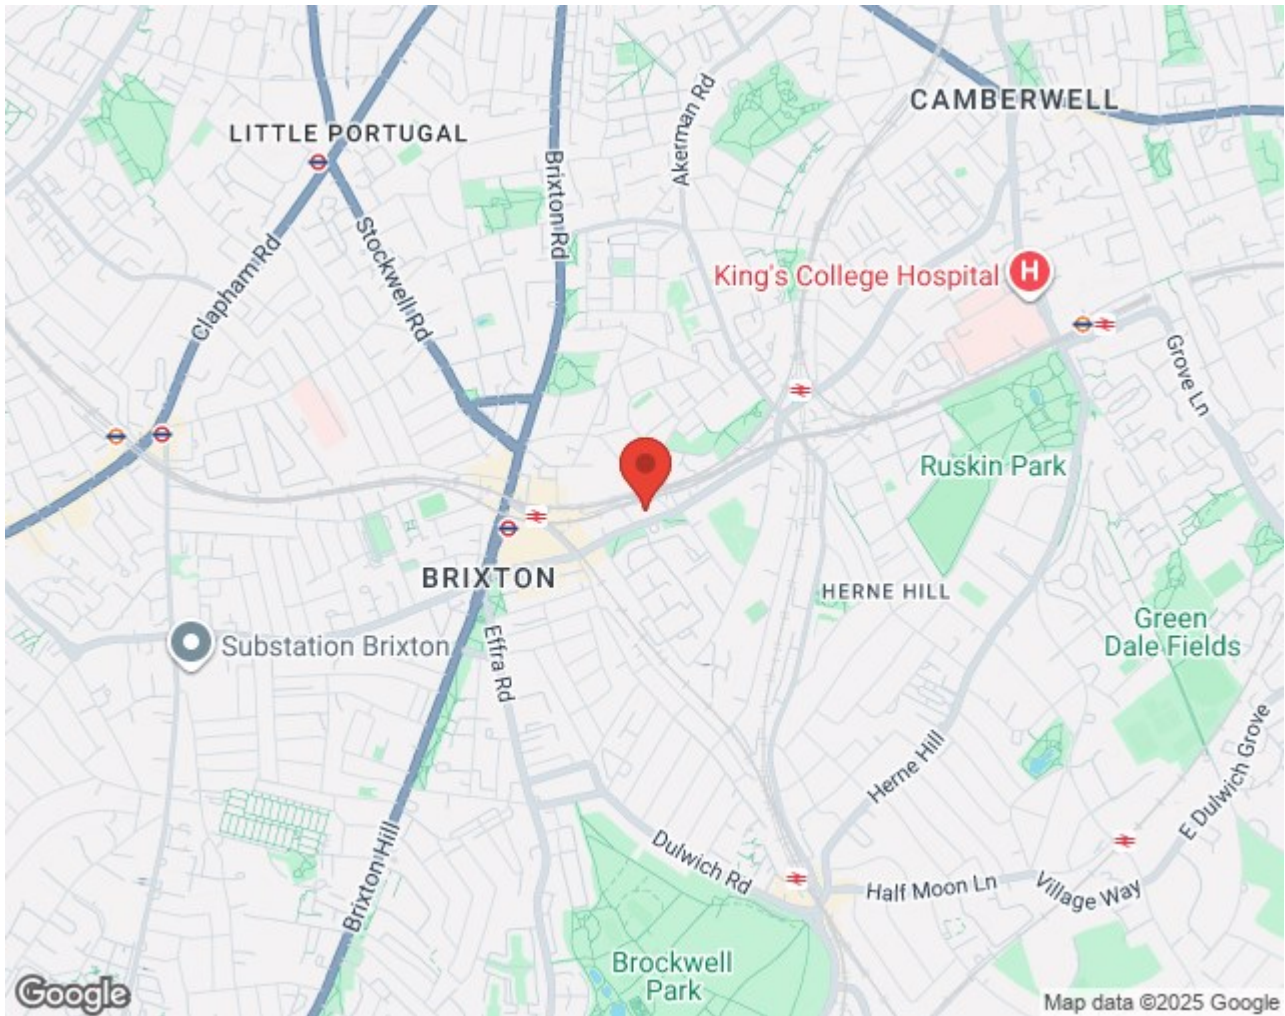 CAMBERWELL
LITTLE PORTUGAL
Akerman Rd
Brixton Rd
Stockwell Rd
Clapham Rd
King's College Hospital
H
Grove Ln
Ruskin Park
BRIXTON
HERNE HILL
Green
Dale Fields
Substation Brixton
Effra Rd
Herne Hill
E Dulwich Grove
Brixton Hill
Dulwich Rd
Half Moon Ln
Village Way
Brockwell
Park
Google
Map data ©2025 Google